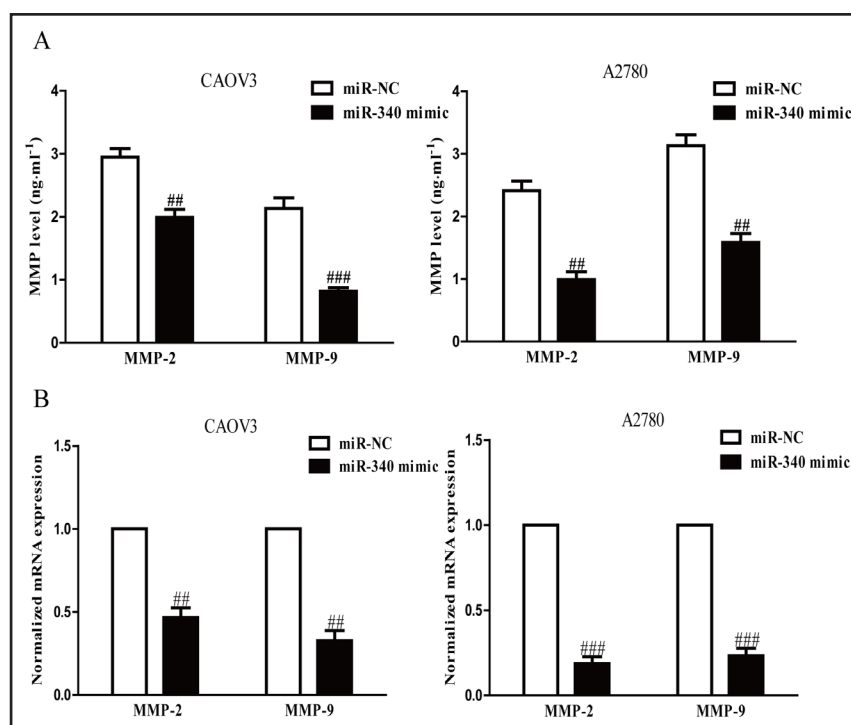 A
CAOV3
miR-NC
miR-340 mimic
MMP level (ng·ml⁻¹)
4
3
2
1
0
##
###
MMP-2
MMP-9
A2780
miR-NC
miR-340 mimic
MMP level (ng·ml⁻¹)
4
3
2
1
0
##
##
MMP-2
MMP-9
B
CAOV3
miR-NC
miR-340 mimic
Normalized mRNA expression
1.5
1.0
0.5
0.0
##
##
MMP-2
MMP-9
A2780
miR-NC
miR-340 mimic
Normalized mRNA expression
1.5
1.0
0.50
0.0
###
###
MMP-2
MMP-9